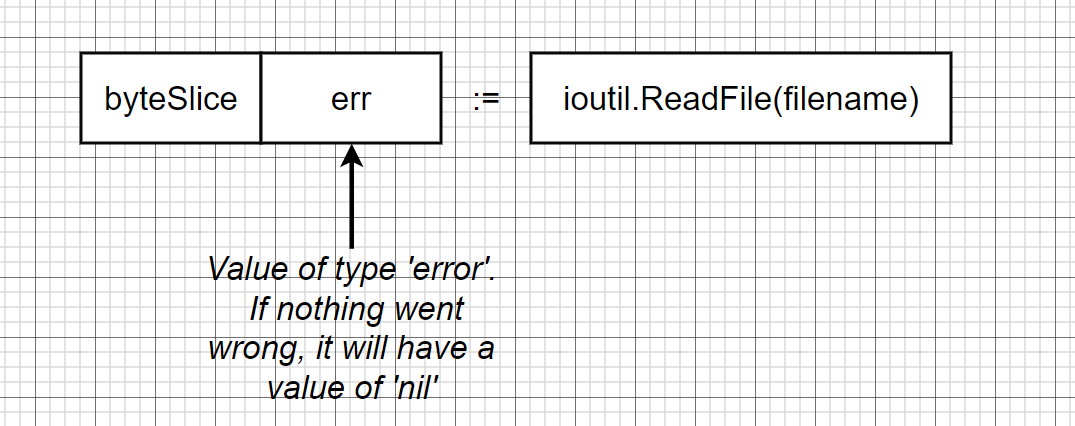 byteSlice err := ioutil.ReadFile(filename)
Value of type 'error'.
If nothing went
wrong, it will have a
value of 'nil'